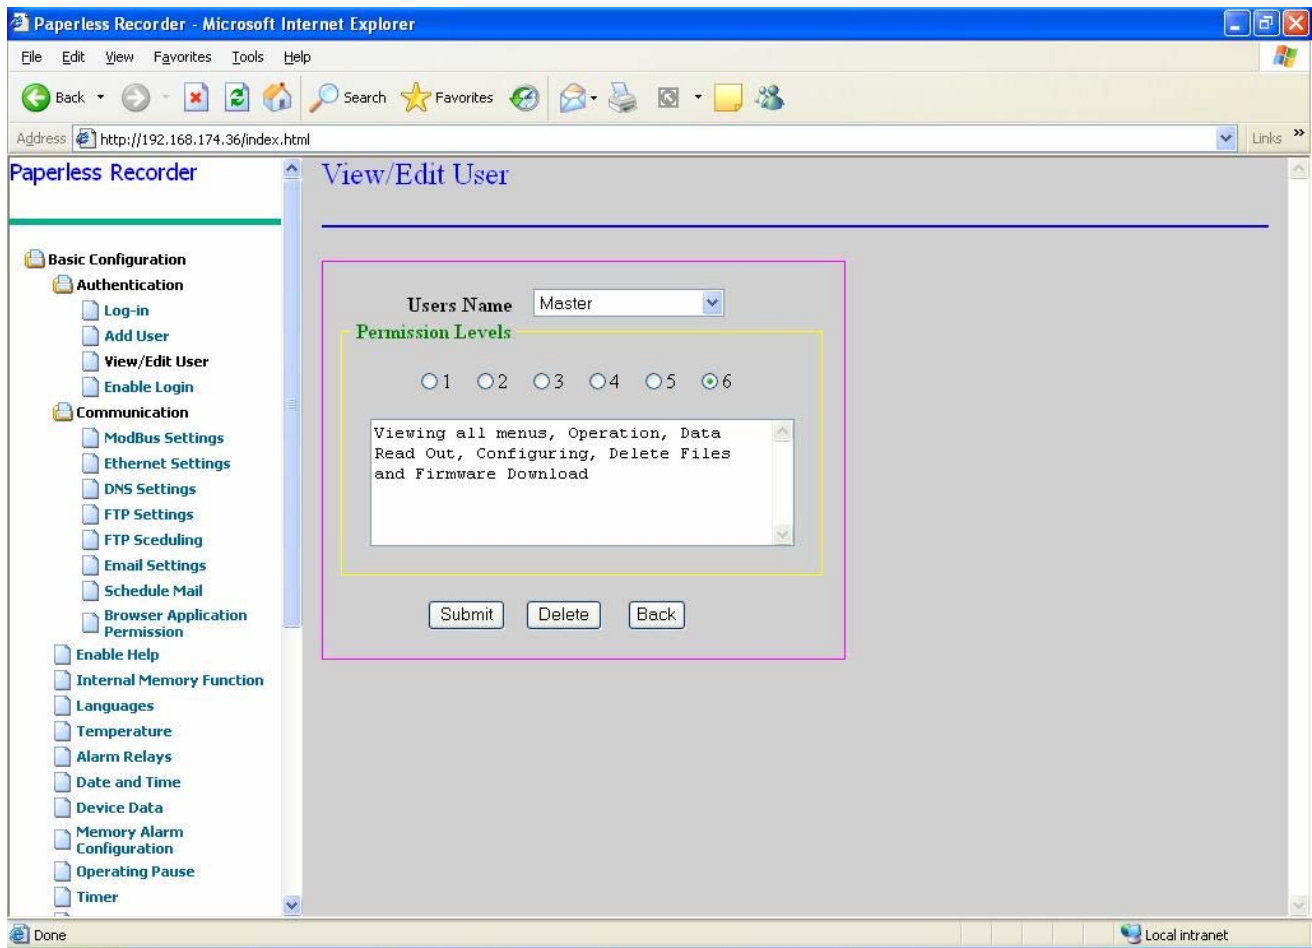 Paperless Recorder - Microsoft Internet Explorer
File Edit View Favorites Tools Help
Back Search Favorites
Address http://192.168.174.36/index.html Links »
Paperless Recorder
Basic Configuration
Authentication
Log-in
Add User
View/Edit User
Enable Login
Communication
ModBus Settings
Ethernet Settings
DNS Settings
FTP Settings
FTP Sceduling
Email Settings
Schedule Mail
Browser Application
Permission
Enable Help
Internal Memory Function
Languages
Temperature
Alarm Relays
Date and Time
Device Data
Memory Alarm
Configuration
Operating Pause
Timer
View/Edit User
Users Name Master
Permission Levels
1 2 3 4 5 6
Viewing all menus, Operation, Data
Read Out, Configuring, Delete Files
and Firmware Download
Submit Delete Back
Done Local intranet